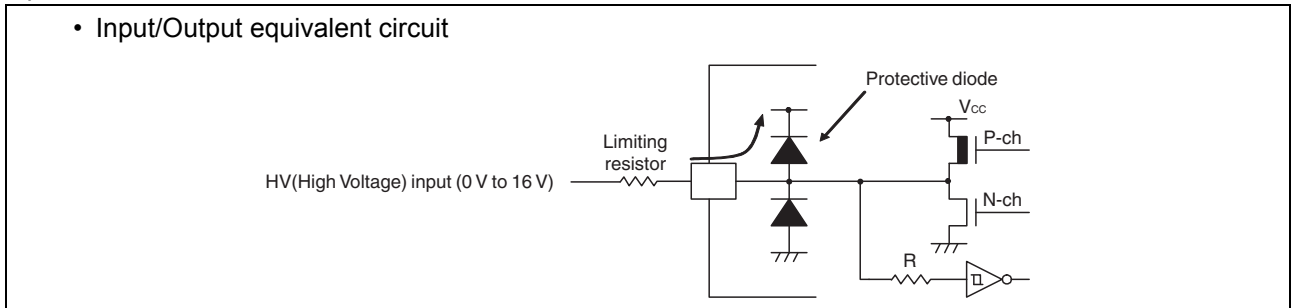 • Input/Output equivalent circuit
Protective diode
Vcc
P-ch
Limiting
resistor
HV(High Voltage) input (0 V to 16 V)
N-ch
R